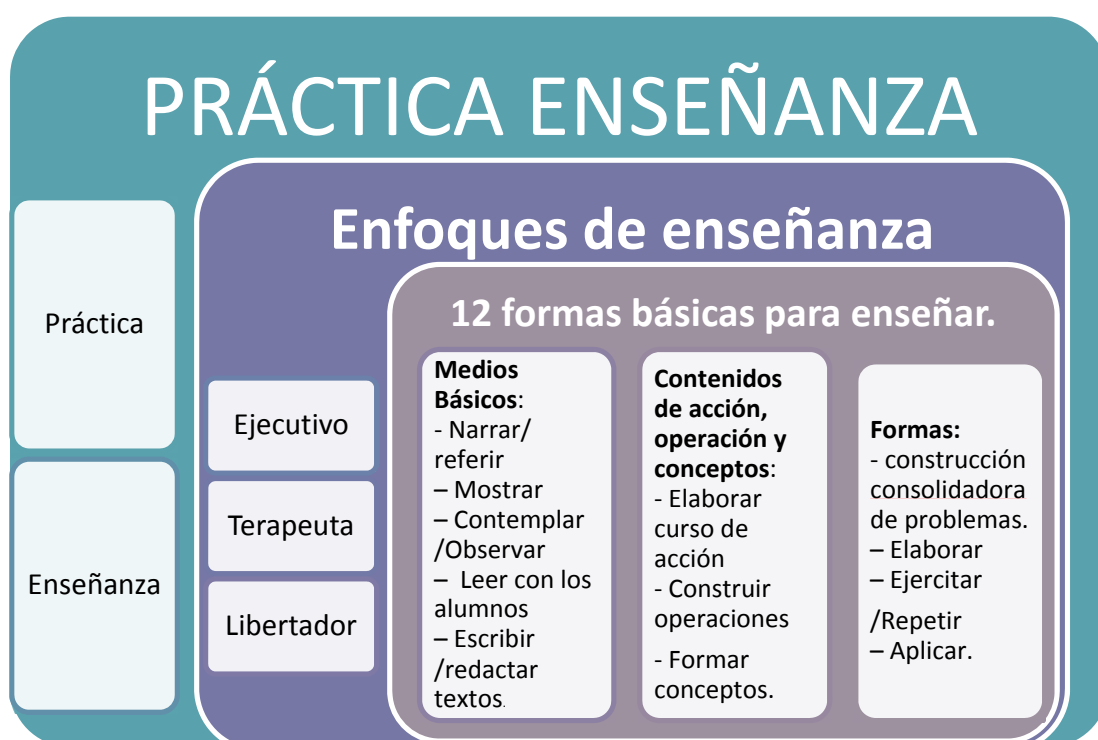 PRÁCTICA ENSEÑANZA
Práctica
Enseñanza
Enfoques de enseñanza
Ejecutivo
Terapeuta
Libertador
12 formas básicas para enseñar.
Medios
Básicos:
- Narrar/
referir
– Mostrar
– Contemplar
/Observar
– Leer con los
alumnos
– Escribir
/redactar
textos.
Contenidos
de acción,
operación y
conceptos:
- Elaborar
curso de
acción
- Construir
operaciones
- Formar
conceptos.
Formas:
- construcción
consolidadora
de problemas.
– Elaborar
– Ejercitar
/Repetir
– Aplicar.